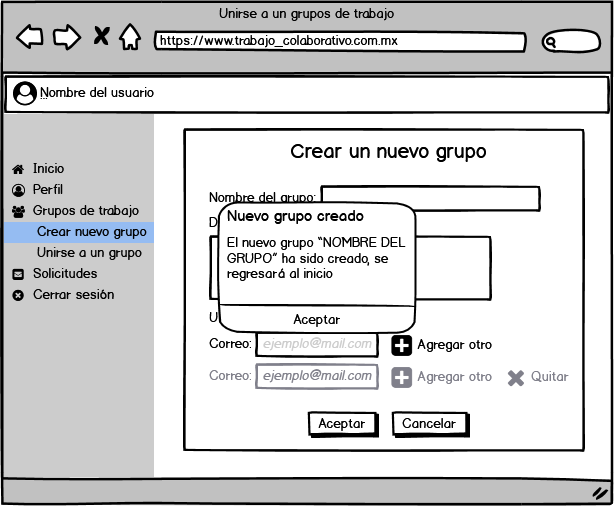 Unirse a un grupos de trabajo
https://www.trabajo_colaborativo.com.mx
Nombre del usuario
Inicio
Perfil
Grupos de trabajo
Crear nuevo grupo
Unirse a un grupo
Solicitudes
Cerrar sesión
Crear un nuevo grupo
Nombre del grupo:
Nuevo grupo creado
El nuevo grupo “NOMBRE DEL
GRUPO” ha sido creado, se
regresará al inicio
Aceptar
Correo: ejemplo@mail.com Agregar otro
Correo: ejemplo@mail.com Agregar otro Quitar
Aceptar Cancelar